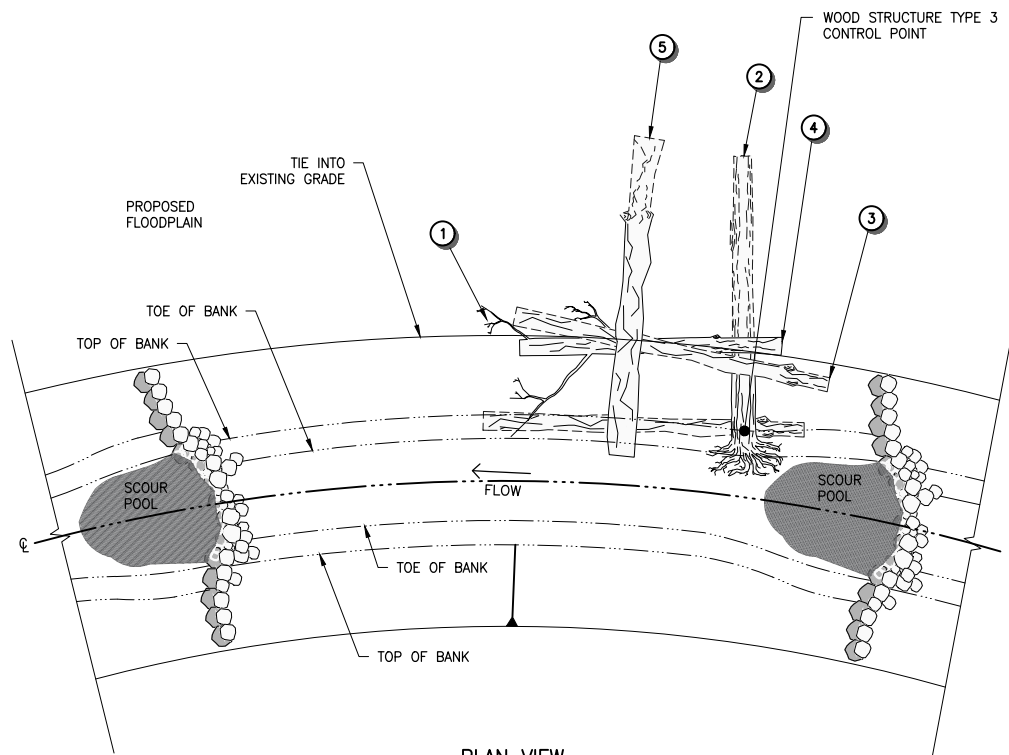 WOOD STRUCTURE TYPE 3
CONTROL POINT
5
2
4
TIE INTO
EXISTING GRADE
PROPOSED
FLOODPLAIN
1
3
TOE OF BANK
TOP OF BANK
SCOUR
POOL
FLOW
SCOUR
POOL
℄
TOE OF BANK
TOP OF BANK
PLAN VIEW